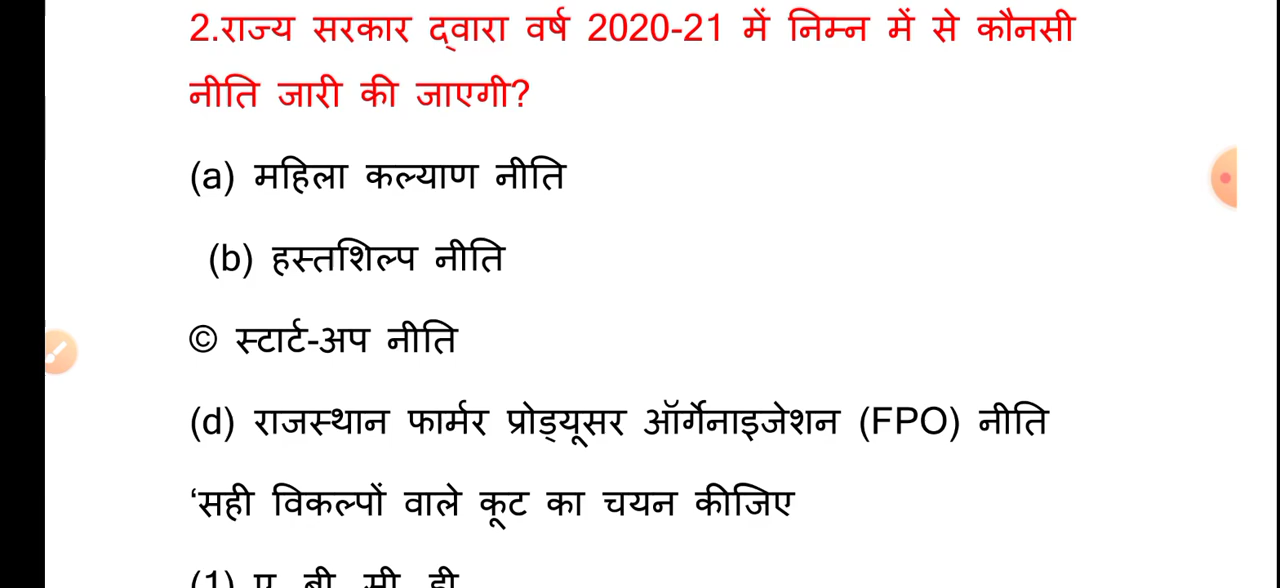 2.राज्य सरकार द्वारा वर्ष 2020-21 में निम्न में से कौनसी
नीति जारी की जाएगी?
(a) महिला कल्याण नीति
(b) हस्तशिल्प नीति
© स्टार्ट-अप नीति
(d) राजस्थान फार्मर प्रोड्यूसर ऑर्गेनाइजेशन (FPO) नीति
‘सही विकल्पों वाले कूट का चयन कीजिए
(1) ए बी सी डी